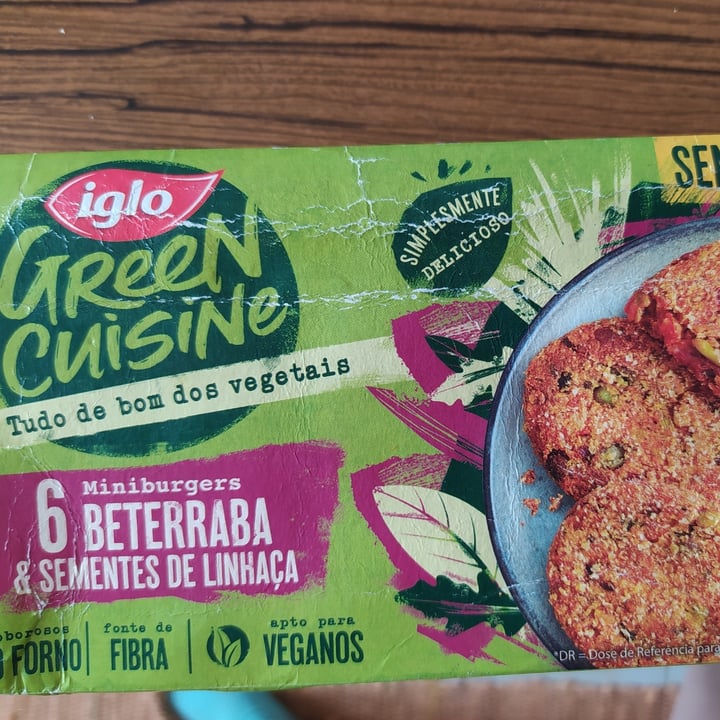 iglo
GREEN
CUISINE
Tudo de bom dos vegetais
SIMPLESMENTE
DELICIOSO
6 Miniburgers
BETERRABA
& SEMENTES DE LINHAÇA
FORNO
fonte de
FIBRA
apto para
VEGANOS
*DR = Dose de Referência para